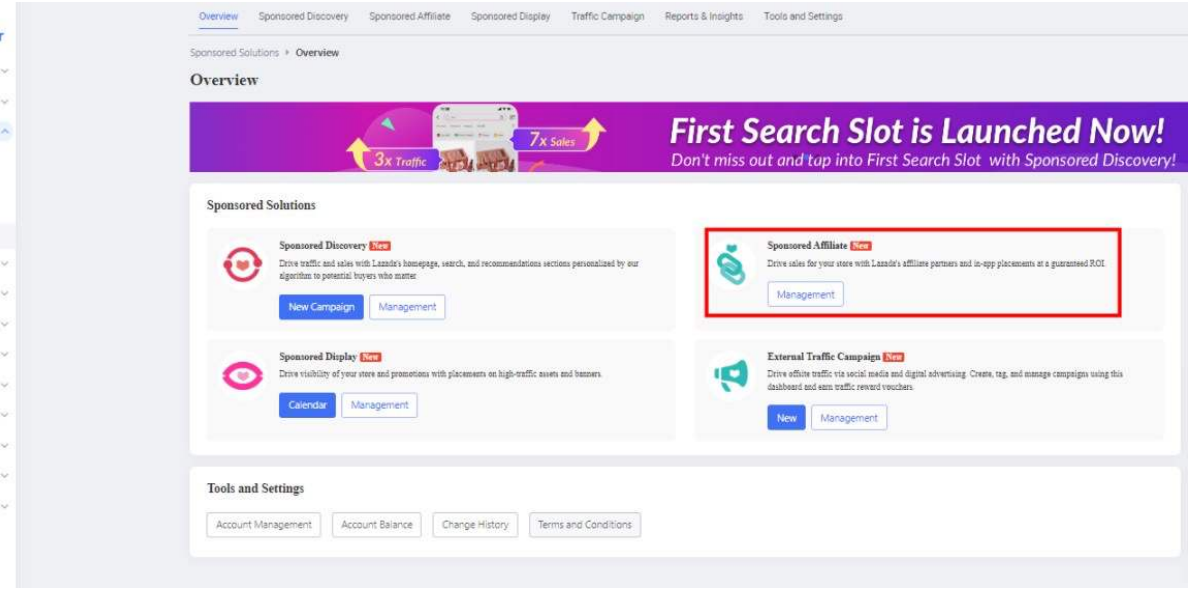 Overview Sponsored Discovery Sponsored Affiliate Sponsored Display Traffic Campaign Reports & Insights Tools and Settings
Sponsored Solutions Overview
Overview
3x Traffic
7x Sales
First Search Slot is Launched Now!
Don't miss out and tap into First Search Slot with Sponsored Discovery!
Sponsored Solutions
Sponsored Discovery New
Drive traffic and sales with Lazada's homepage, search, and recommendations sections personalized by our
algorithm to potential buyers who matter.
New Campaign Management
Sponsored Affiliate New
Drive sales for your store with Lazada's affiliate partners and in-app placements at a guaranteed ROI.
Management
Sponsored Display New
Drive visibility of your store and promotions with placements on high-traffic assets and banners.
Calendar Management
External Traffic Campaign New
Drive offsite traffic via social media and digital advertising. Create, tag, and manage campaigns using this
dashboard and earn traffic reward vouchers.
New Management
Tools and Settings
Account Management Account Balance Change History Terms and Conditions